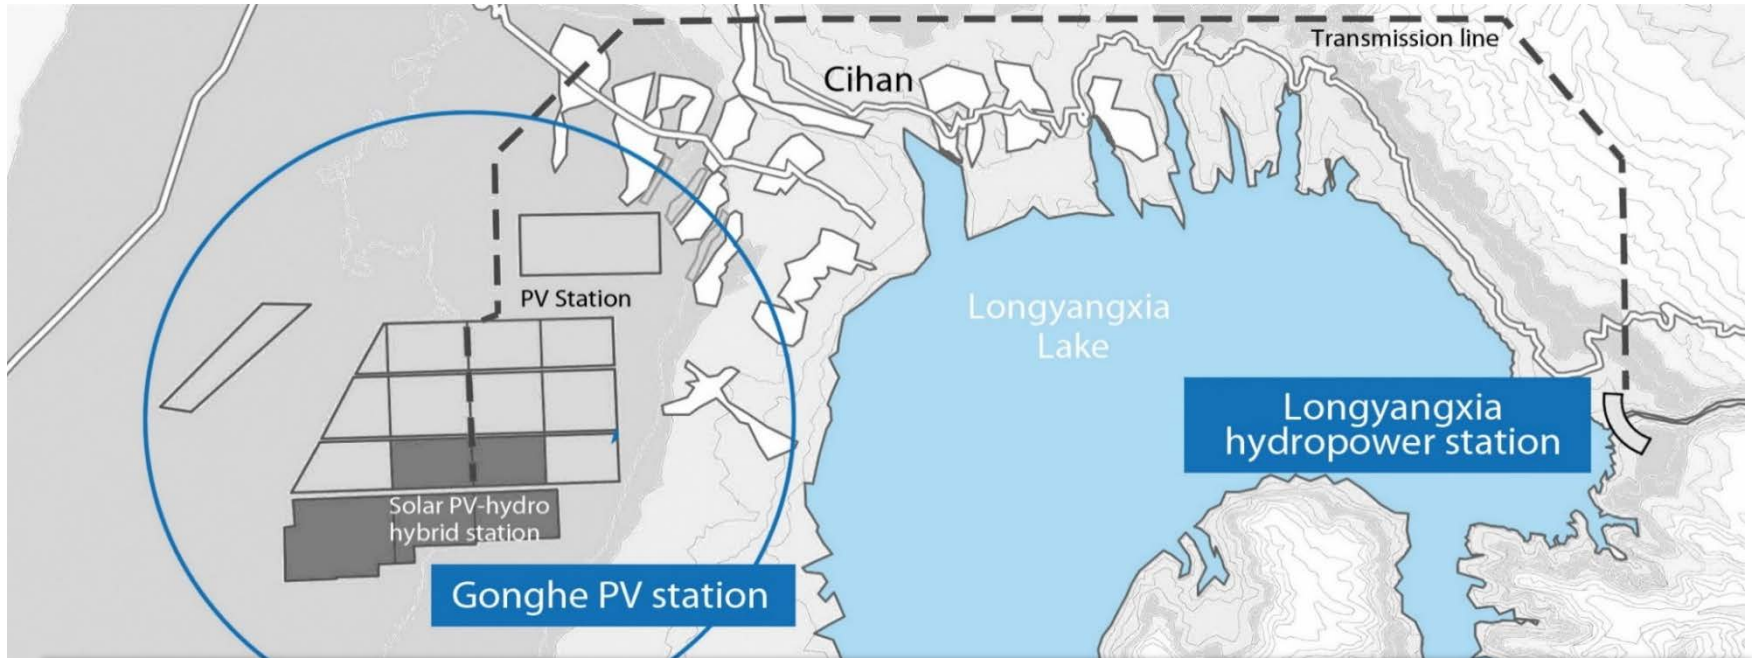 Transmission line
Cihan
PV Station
Longyangxia
Lake
Longyangxia
hydropower station
Solar PV-hydro
hybrid station
Gonghe PV station